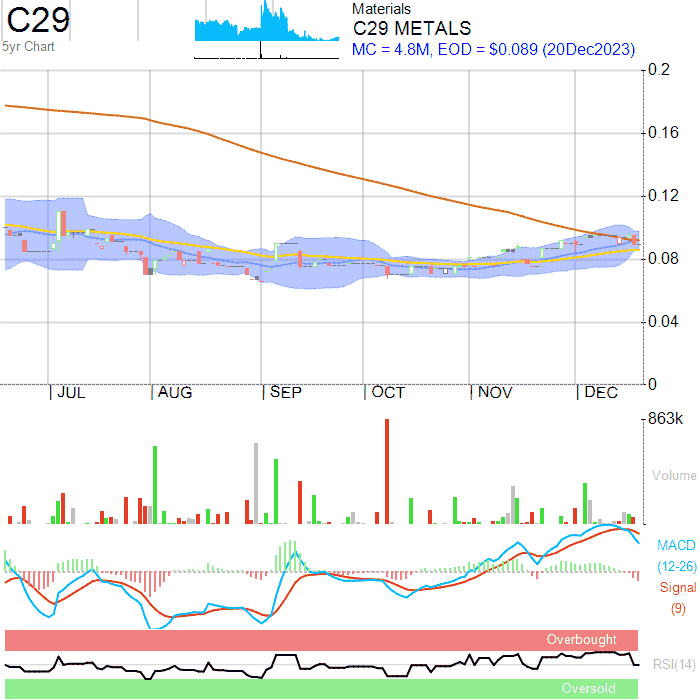 C29
5yr Chart
Materials
C29 METALS
MC = 4.8M, EOD = $0.089 (20Dec2023)
0.2
0.16
0.12
0.08
0.04
0
JUL AUG SEP OCT NOV DEC
863k
Volume
MACD
(12-26)
Signal
(9)
Overbought
RSI(14)
Oversold